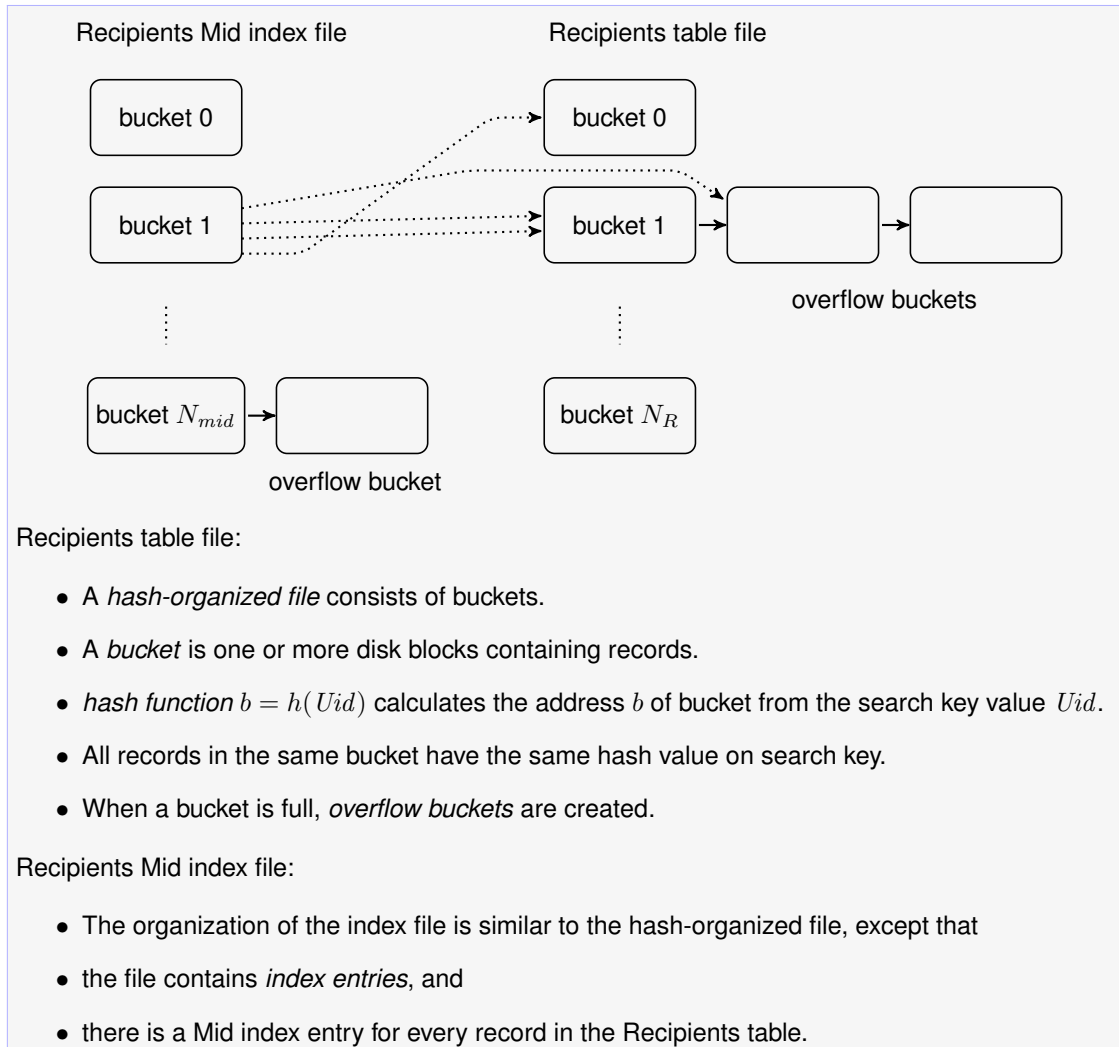 Recipients Mid index file Recipients table file
bucket 0 bucket 0
bucket 1 bucket 1
overflow buckets
bucket N_mid bucket N_R
overflow bucket
Recipients table file:
• A hash-organized file consists of buckets.
• A bucket is one or more disk blocks containing records.
• hash function b = h(Uid) calculates the address b of bucket from the search key value Uid.
• All records in the same bucket have the same hash value on search key.
• When a bucket is full, overflow buckets are created.
Recipients Mid index file:
• The organization of the index file is similar to the hash-organized file, except that
• the file contains index entries, and
• there is a Mid index entry for every record in the Recipients table.